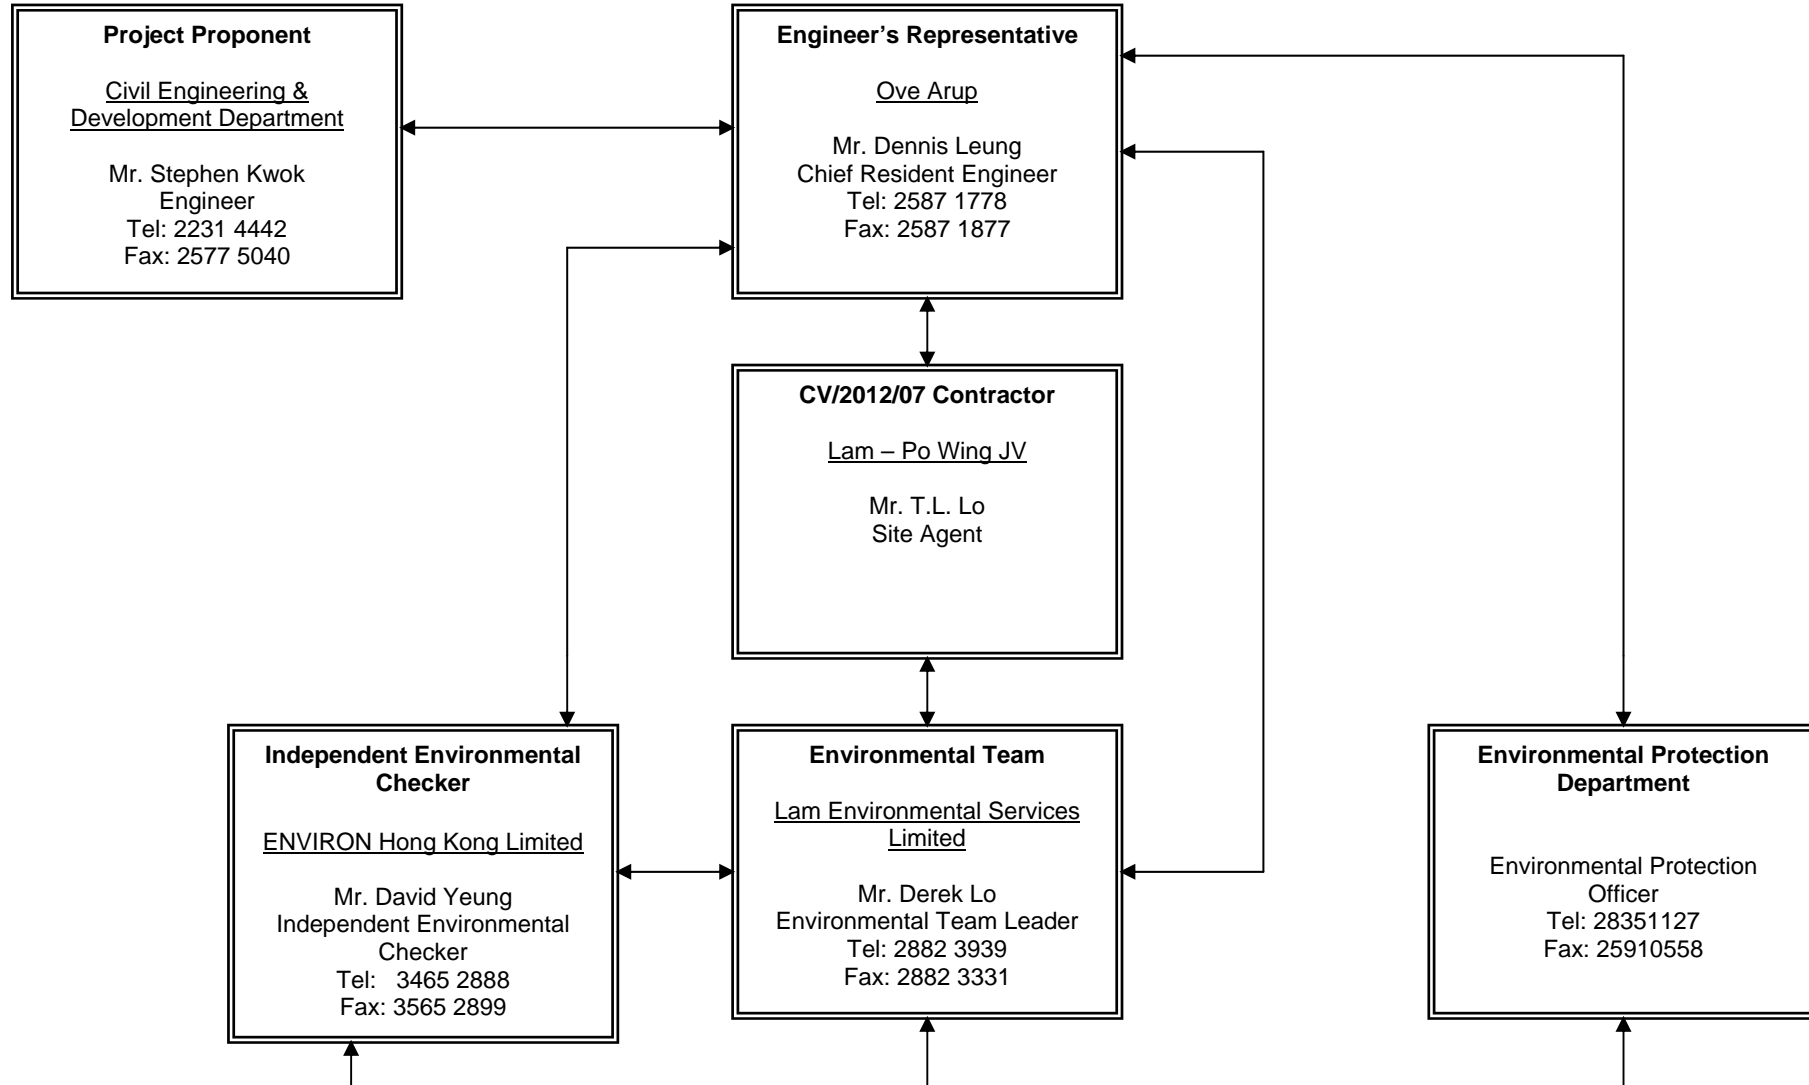 Project Proponent
Civil Engineering &
Development Department
Mr. Stephen Kwok
Engineer
Tel: 2231 4442
Fax: 2577 5040
Engineer’s Representative
Ove Arup
Mr. Dennis Leung
Chief Resident Engineer
Tel: 2587 1778
Fax: 2587 1877
CV/2012/07 Contractor
Lam – Po Wing JV
Mr. T.L. Lo
Site Agent
Independent Environmental
Checker
ENVIRON Hong Kong Limited
Mr. David Yeung
Independent Environmental
Checker
Tel:   3465 2888
Fax: 3565 2899
Environmental Team
Lam Environmental Services
Limited
Mr. Derek Lo
Environmental Team Leader
Tel: 2882 3939
Fax: 2882 3331
Environmental Protection
Department
Environmental Protection
Officer
Tel: 28351127
Fax: 25910558